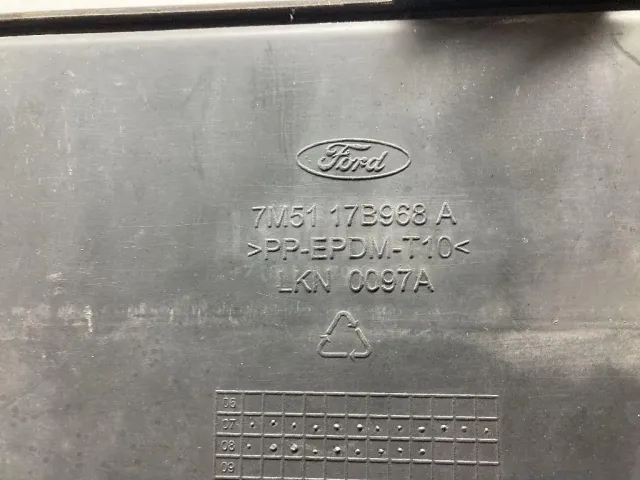 Ford
7M51 17B968 A
>PP-EPDM-T10<
LKN 0097A
06
07
08
09